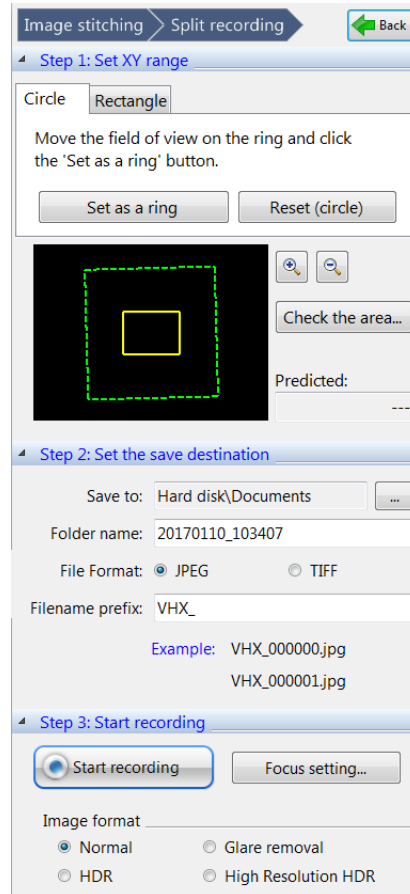 Image stitching Split recording Back
Step 1: Set XY range
Circle Rectangle
Move the field of view on the ring and click
the 'Set as a ring' button.
Set as a ring Reset (circle)
Check the area...
Predicted:
---
Step 2: Set the save destination
Save to: Hard disk\Documents ...
Folder name: 20170110_103407
File Format: JPEG TIFF
Filename prefix: VHX_
Example: VHX_000000.jpg
VHX_000001.jpg
Step 3: Start recording
Start recording Focus setting...
Image format
Normal Glare removal
HDR High Resolution HDR